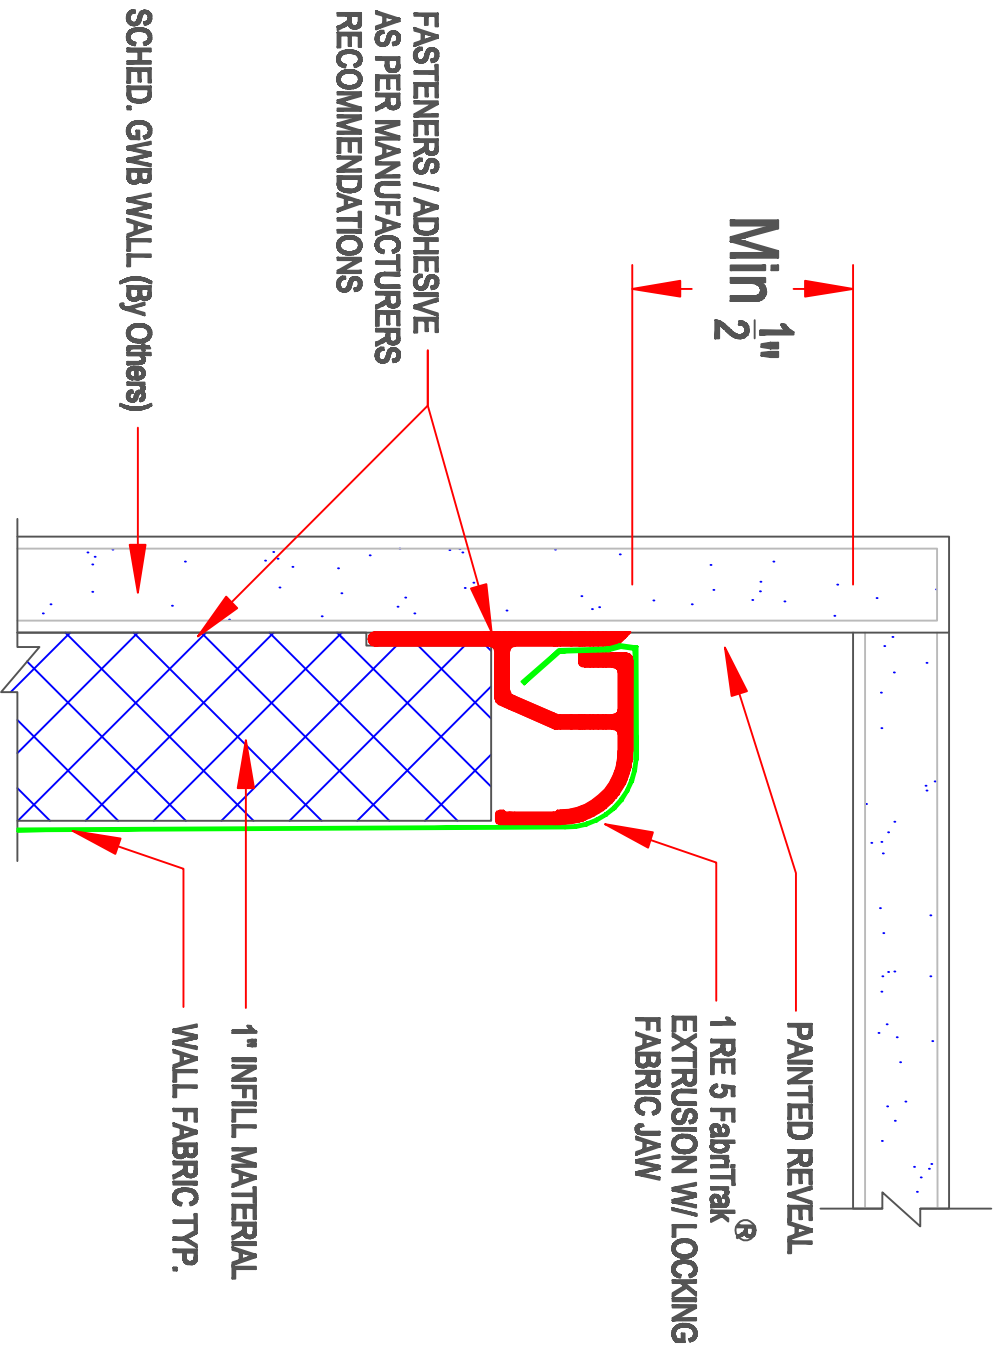 FASTENERS / ADHESIVE
AS PER MANUFACTURERS
RECOMMENDATIONS
SCHED. GWB WALL (By Others)
Min 1/2"
PAINTED REVEAL
1 RE 5 FabriTrak®
EXTRUSION W/ LOCKING
FABRIC JAW
1" INFILL MATERIAL
WALL FABRIC TYP.